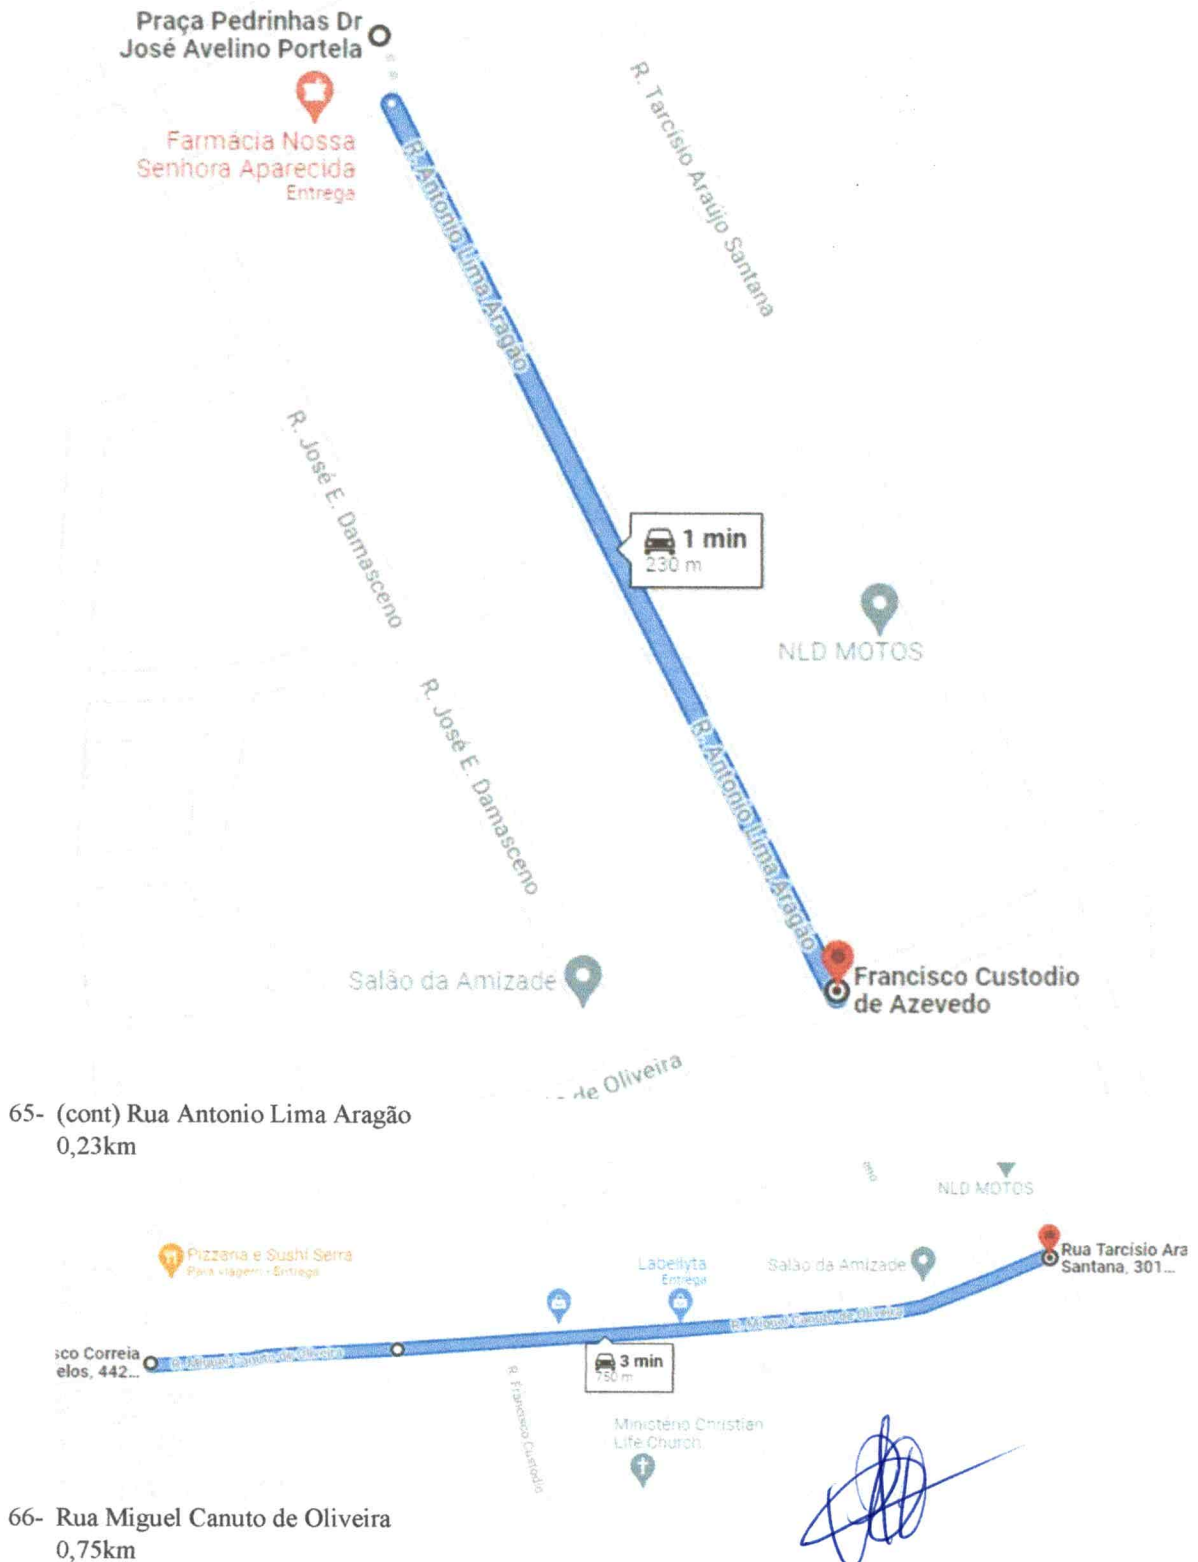 Praça Pedrinhas Dr
José Avelino Portela
Farmácia Nossa
Senhora Aparecida
Entrega
R. Tarcísio Araújo Santana
R. Antonio Lima Aragão
R. José E. Damasceno
1 min
230 m
NLD MOTOS
R. José E. Damasceno
R. Antonio Lima Aragão
Salão da Amizade
Francisco Custodio
de Azevedo
de Oliveira
65- (cont) Rua Antonio Lima Aragão
0,23km
eno
NLD MOTOS
Pizzaria e Sushi Serra
Para viagem · Entrega
Labellyta
Entrega
Salão da Amizade
Rua Tarcísio Ara
Santana, 301...
R. Miguel Canuto de Oliveira
sco Correia
elos, 442...
R. Miguel Canuto de Oliveira
3 min
750 m
R. Francisco Custodio
Ministério Christian
Life Church
66- Rua Miguel Canuto de Oliveira
0,75km